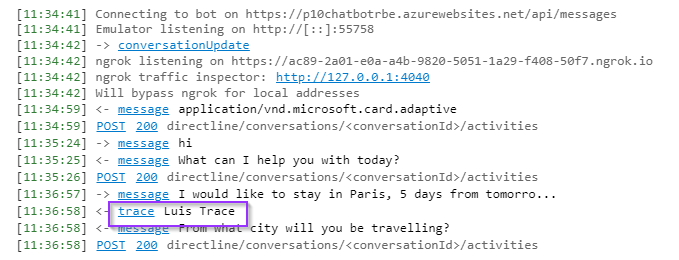 [11:34:41] Connecting to bot on https://p10chatbotrbe.azurewebsites.net/api/messages
[11:34:41] Emulator listening on http://[::]:55758
[11:34:42] -> conversationUpdate
[11:34:42] ngrok listening on https://ac89-2a01-e0a-a4b-9820-5051-1a29-f408-50f7.ngrok.io
[11:34:42] ngrok traffic inspector: http://127.0.0.1:4040
[11:34:42] Will bypass ngrok for local addresses
[11:34:59] <- message application/vnd.microsoft.card.adaptive
[11:34:59] POST 200 directline/conversations/<conversationId>/activities
[11:35:24] -> message hi
[11:35:25] <- message What can I help you with today?
[11:35:26] POST 200 directline/conversations/<conversationId>/activities
[11:36:57] -> message I would like to stay in Paris, 5 days from tomorro...
[11:36:58] <- trace Luis Trace
[11:36:58] <- message From what city will you be travelling?
[11:36:58] POST 200 directline/conversations/<conversationId>/activities